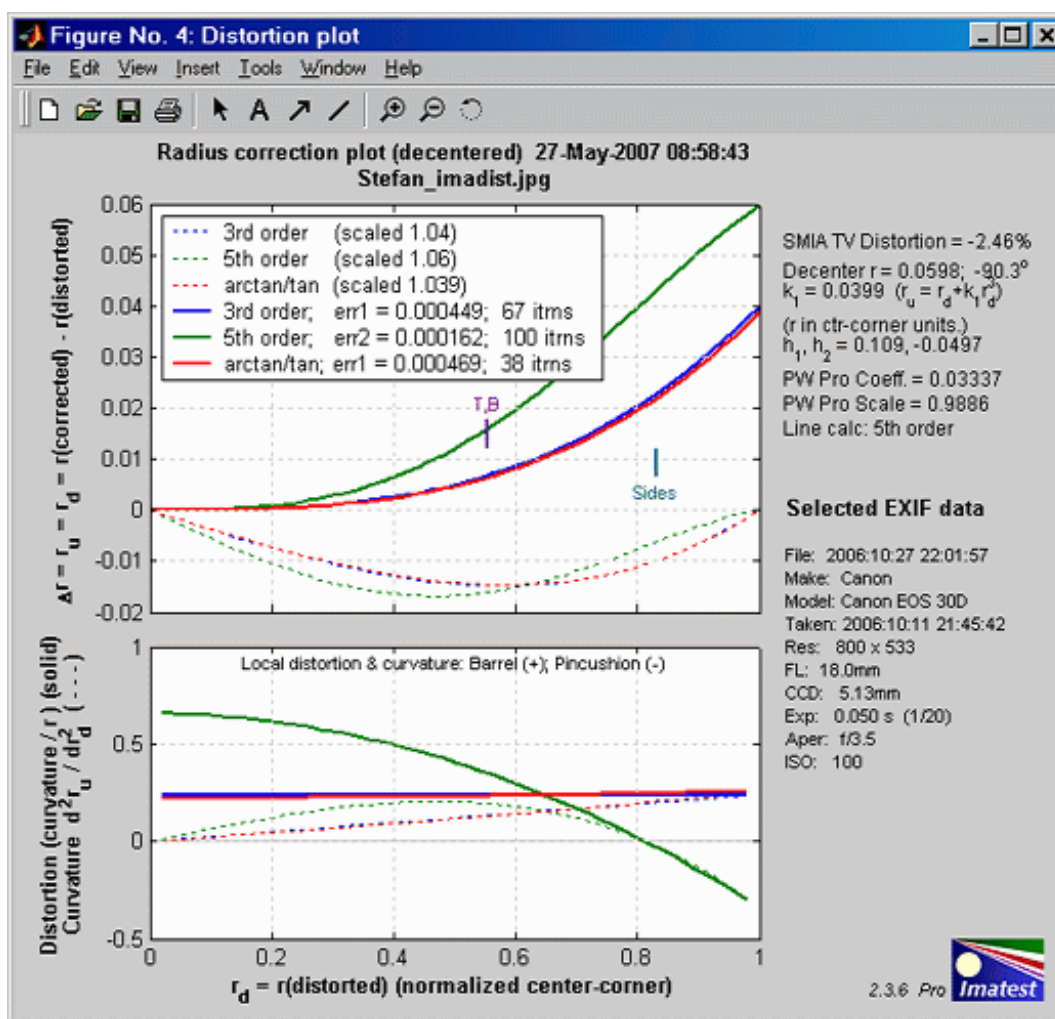 Figure No. 4: Distortion plot
File Edit View Insert Tools Window Help
Radius correction plot (decentered) 27-May-2007 08:58:43
Stefan_imadist.jpg
Δr = r_u = r_d = r(corrected) - r(distorted)
0.06
0.05
0.04
0.03
0.02
0.01
0
-0.01
-0.02
3rd order (scaled 1.04)
5th order (scaled 1.06)
arctan/tan (scaled 1.039)
3rd order; err1 = 0.000449; 67 itrns
5th order; err2 = 0.000162; 100 itrns
arctan/tan; err1 = 0.000469; 38 itrns
T,B
Sides
SMIA TV Distortion = -2.46%
Decenter r = 0.0598; -90.3°
k₁ = 0.0399 (r_u = r_d+k₁r_d³)
(r in ctr-corner units.)
h₁, h₂ = 0.109, -0.0497
PW Pro Coeff. = 0.03337
PW Pro Scale = 0.9886
Line calc: 5th order
Selected EXIF data
File: 2006:10:27 22:01:57
Make: Canon
Model: Canon EOS 30D
Taken: 2006:10:11 21:45:42
Res: 800 x 533
FL: 18.0mm
CCD: 5.13mm
Exp: 0.050 s (1/20)
Aper: f/3.5
ISO: 100
Distortion (curvature / r ) (solid)
Curvature d²r_u / dr_d² ( - - - )
1
0.5
0
-0.5
Local distortion & curvature: Barrel (+); Pincushion (-)
0 0.2 0.4 0.6 0.8 1
r_d = r(distorted) (normalized center-corner)
2.3.6 Pro
Imatest